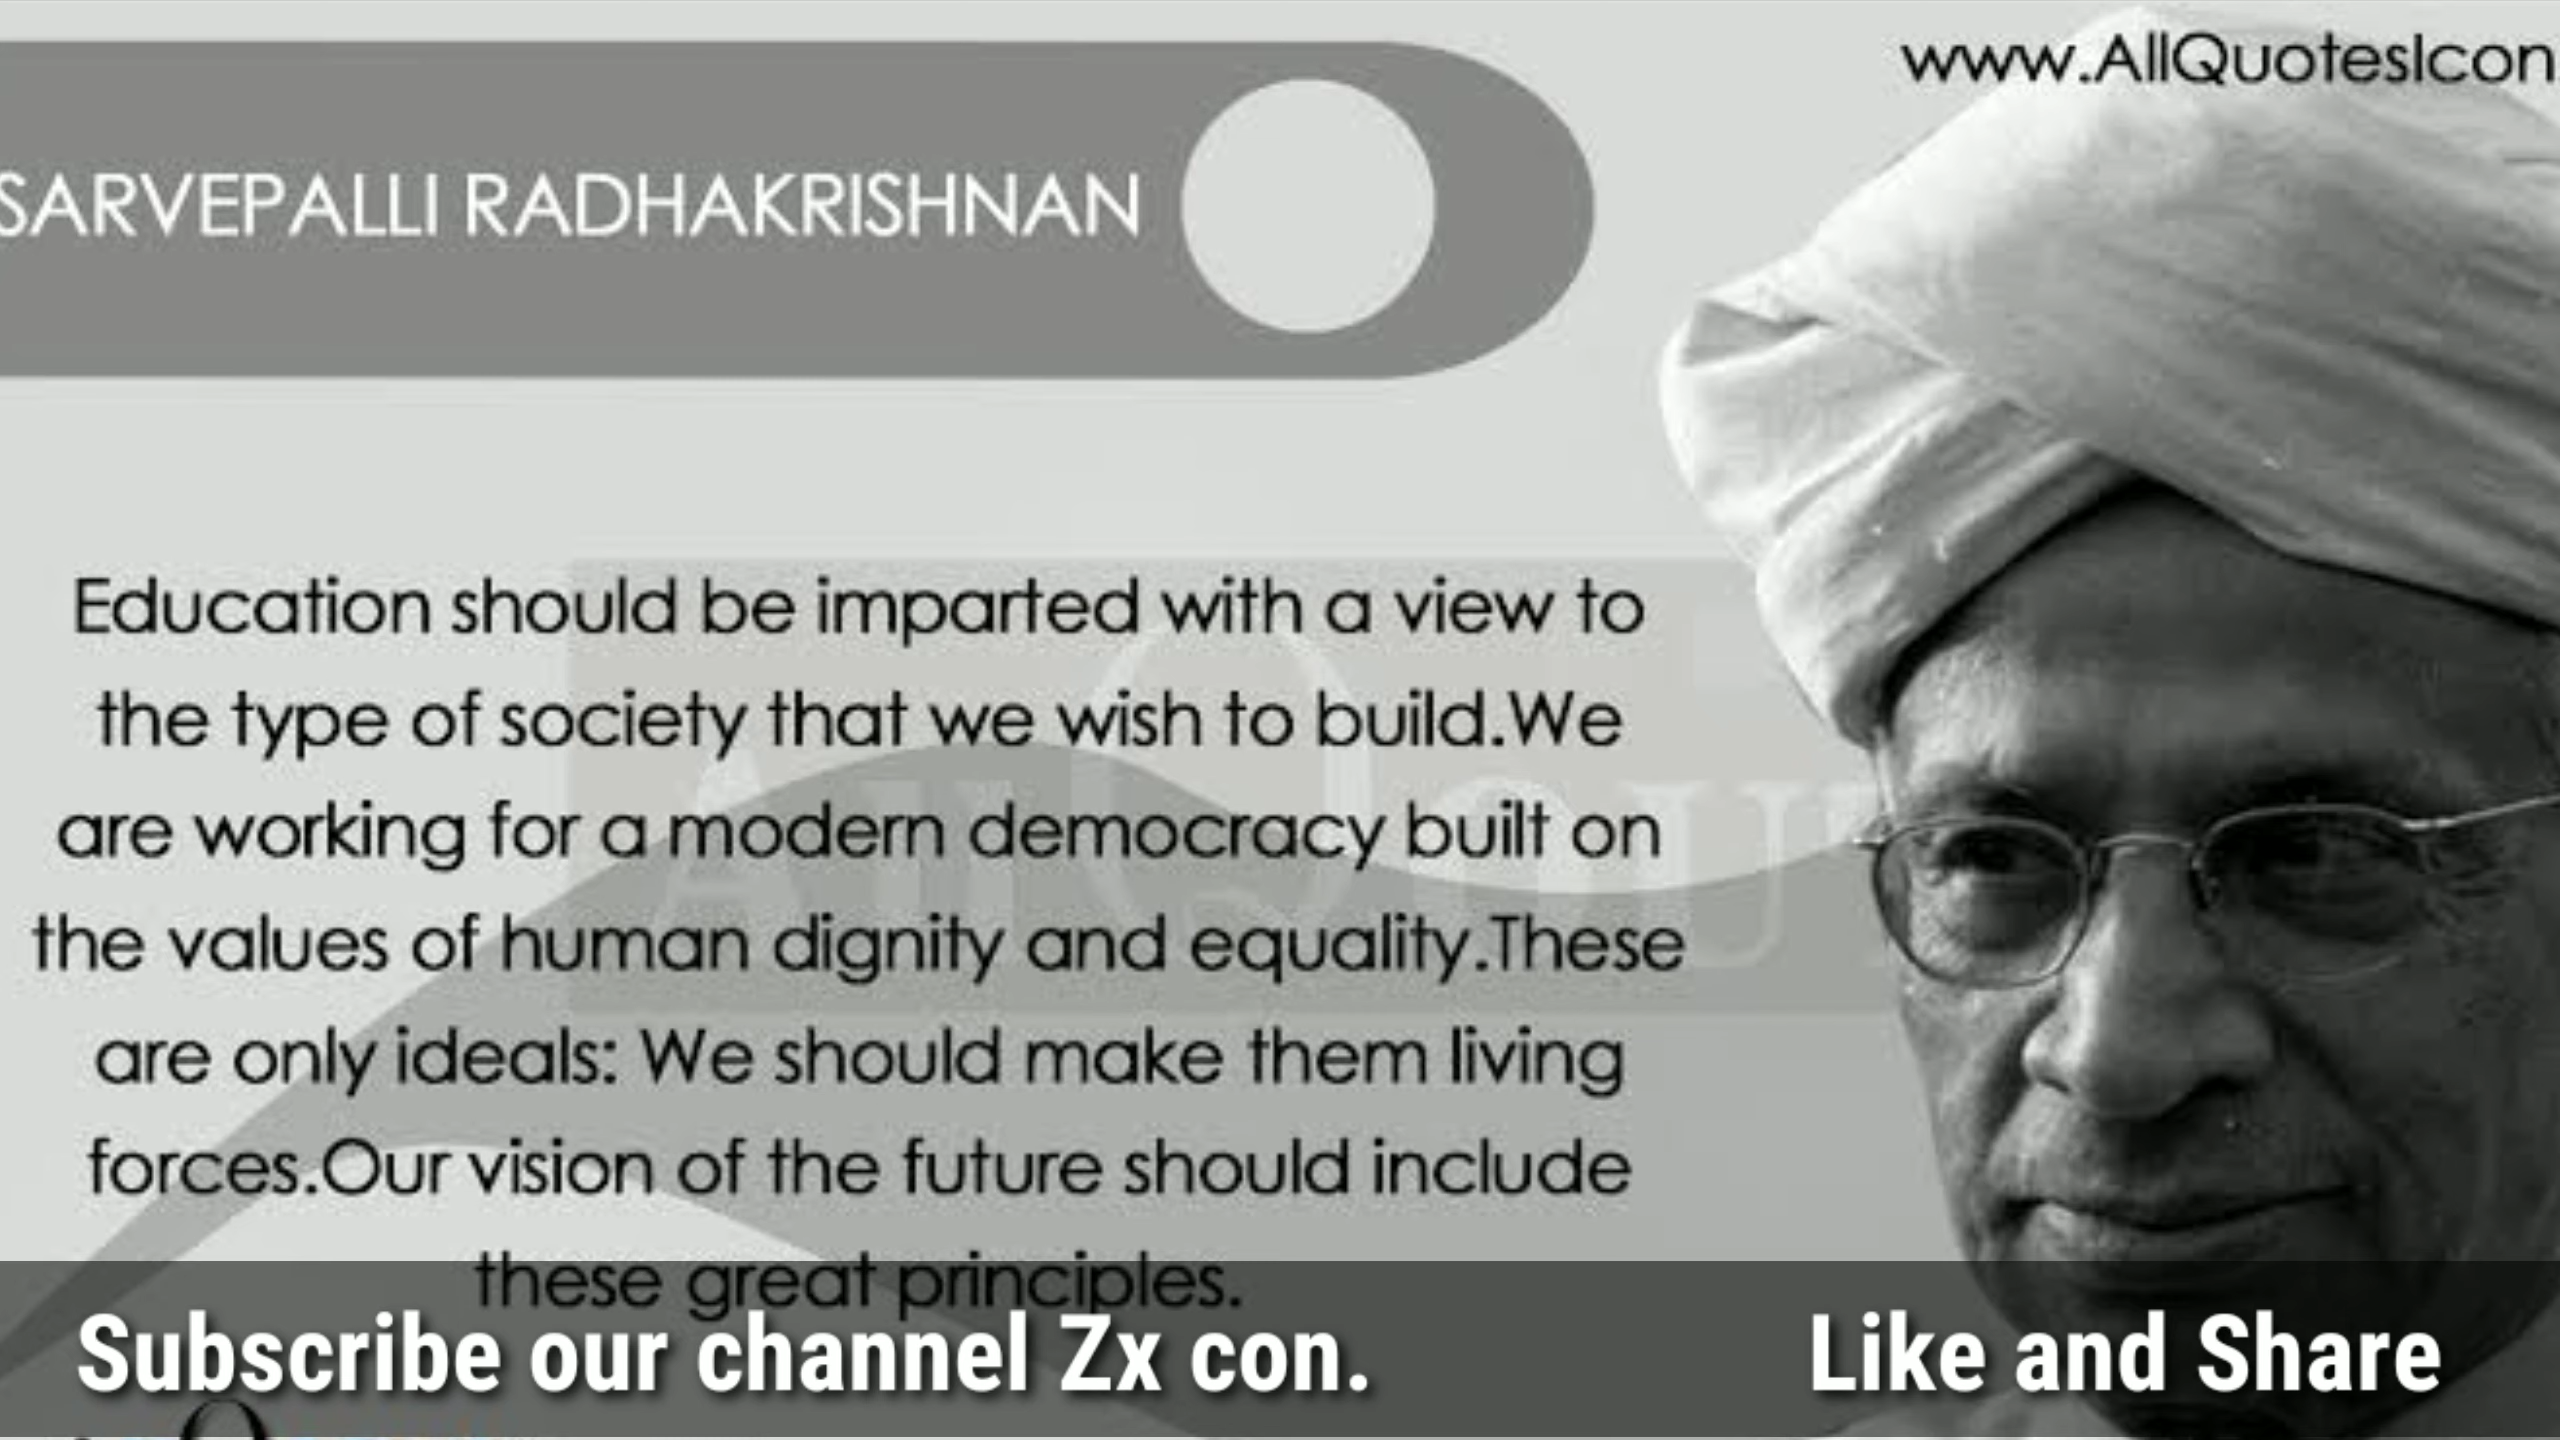 www.AllQuotesIcon
SARVEPALLI RADHAKRISHNAN
Education should be imparted with a view to
the type of society that we wish to build.We
are working for a modern democracy built on
the values of human dignity and equality.These
are only ideals: We should make them living
forces.Our vision of the future should include
these great principles.
Subscribe our channel Zx con.
Like and Share